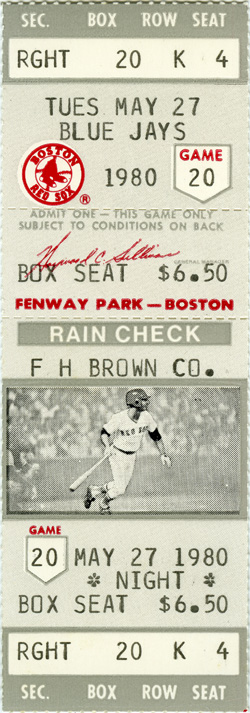 SEC. BOX ROW SEAT
RGHT 20 K 4
TUES MAY 27
BLUE JAYS
BOSTON
RED SOX
®
1980
GAME
20
ADMIT ONE — THIS GAME ONLY
SUBJECT TO CONDITIONS ON BACK
Haywood C. Sullivan
GENERAL MANAGER
BOX SEAT $6.50
FENWAY PARK — BOSTON
RAIN CHECK
F H BROWN CO.
RED SOX
GAME
20 MAY 27 1980
* NIGHT *
BOX SEAT $6.50
RGHT 20 K 4
SEC. BOX ROW SEAT